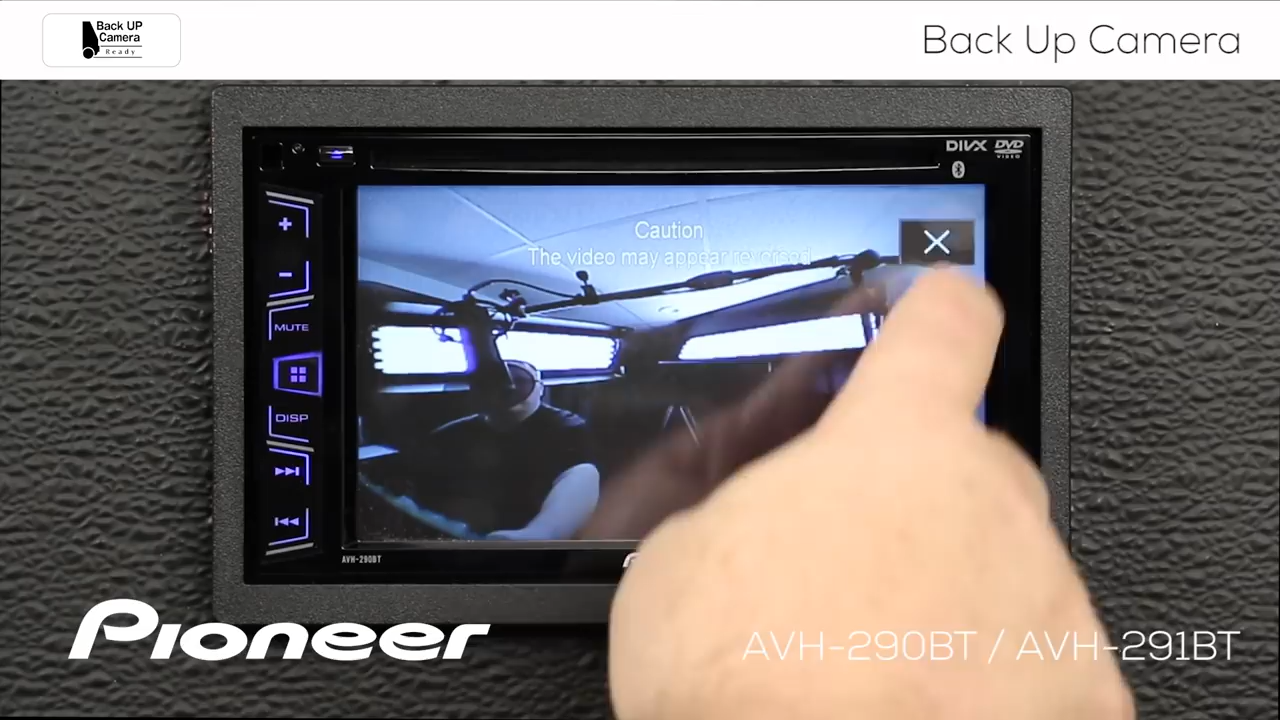 Back UP
Camera
Ready
Back Up Camera
DIVX DVD
VIDEO
Caution
The video may appear reversed.
MUTE
DISP
AVH-290BT
Pioneer
AVH-290BT / AVH-291BT